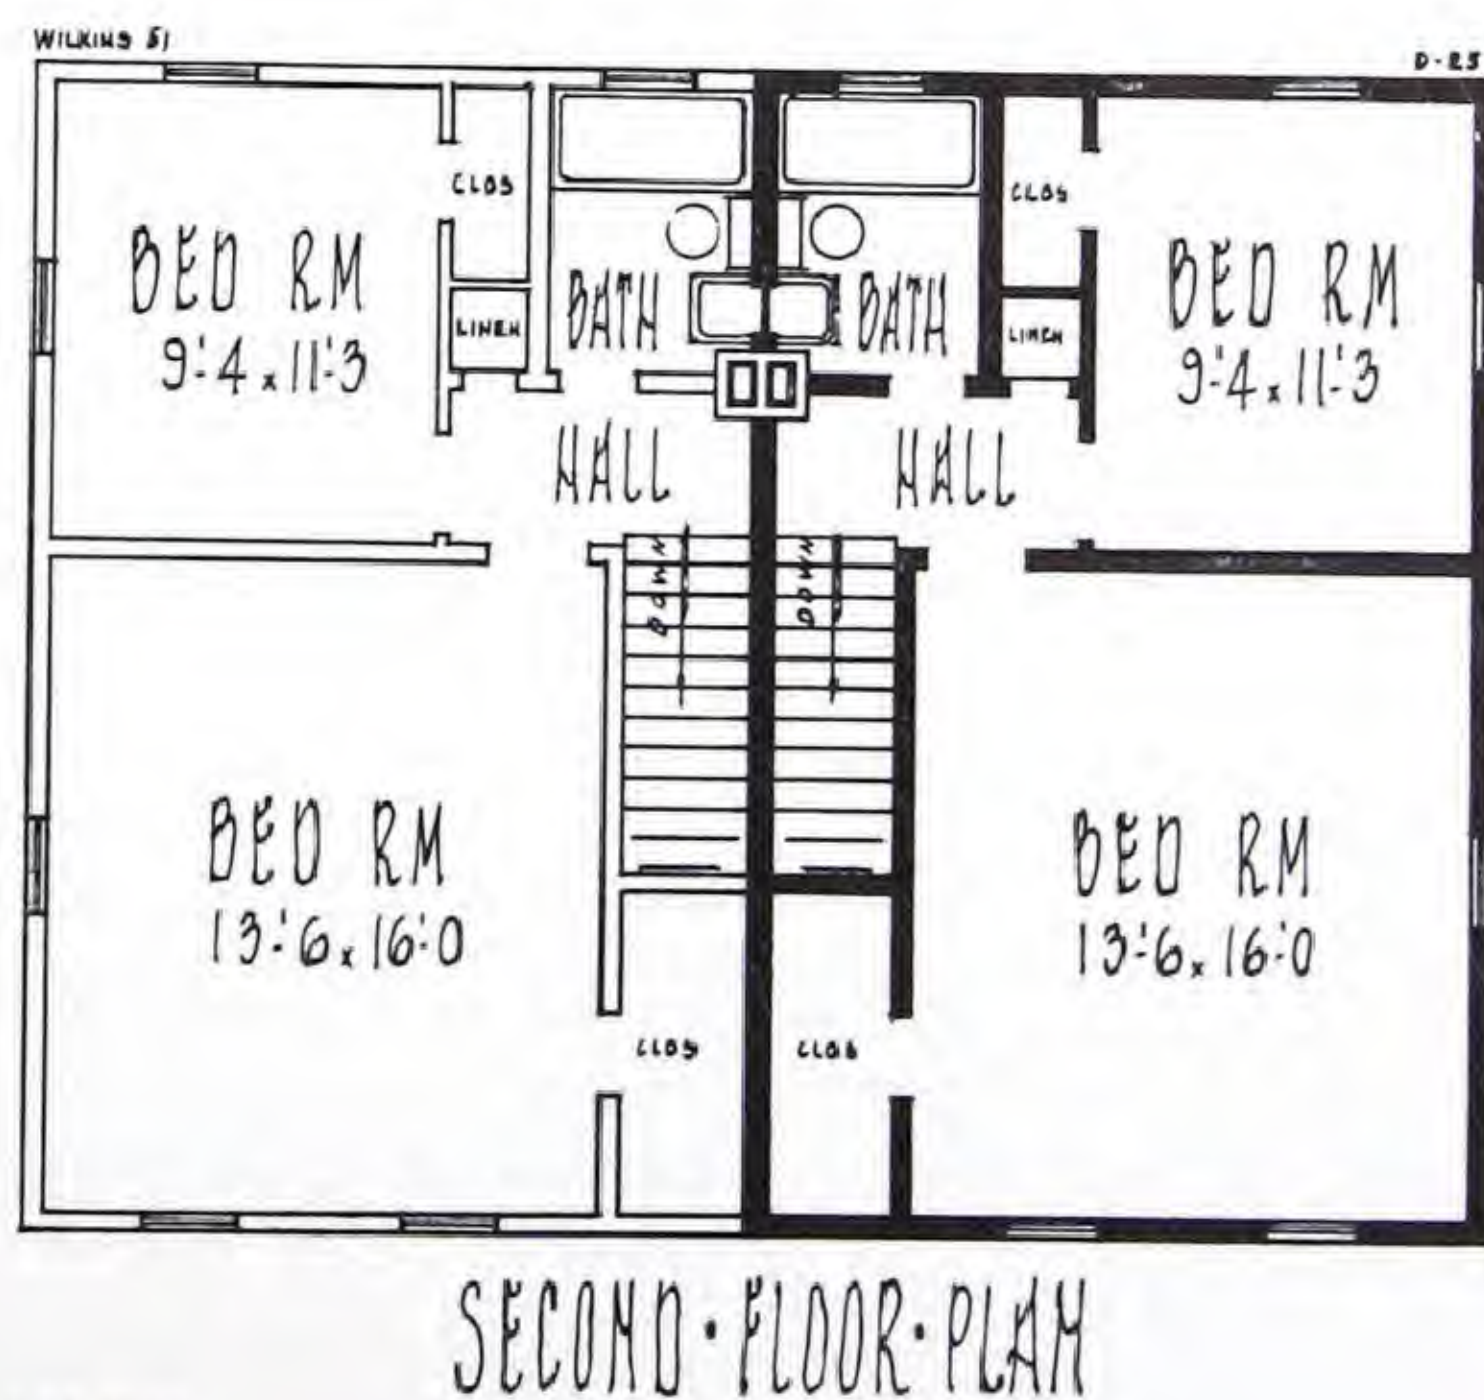 WILKINS 51
D-25
CLOS
CLOS
BED RM
9'-4 x 11'-3
BED RM
9'-4 x 11'-3
BATH
BATH
LINEN
LINEN
HALL
HALL
DOWN
DOWN
BED RM
13'-6 x 16'-0
BED RM
13'-6 x 16'-0
CLOS
CLOS
SECOND · FLOOR · PLAN